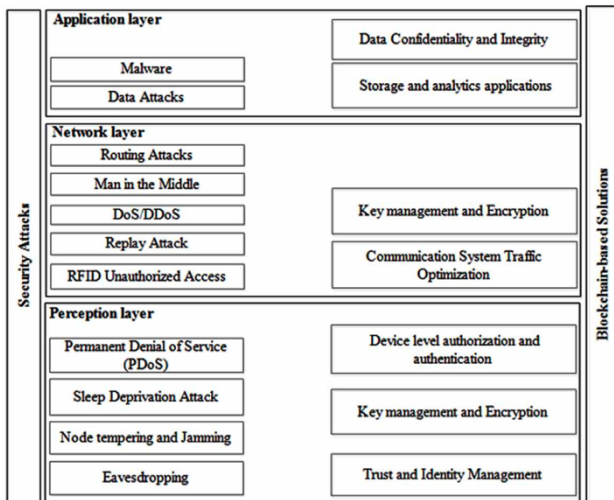 Security Attacks
Application layer
Malware
Data Attacks
Data Confidentiality and Integrity
Storage and analytics applications
Network layer
Routing Attacks
Man in the Middle
DoS/DDoS
Replay Attack
RFID Unauthorized Access
Key management and Encryption
Communication System Traffic
Optimization
Perception layer
Permanent Denial of Service
(PDoS)
Sleep Deprivation Attack
Node tempering and Jamming
Eavesdropping
Device level authorization and
authentication
Key management and Encryption
Trust and Identity Management
Blockchain-based Solutions